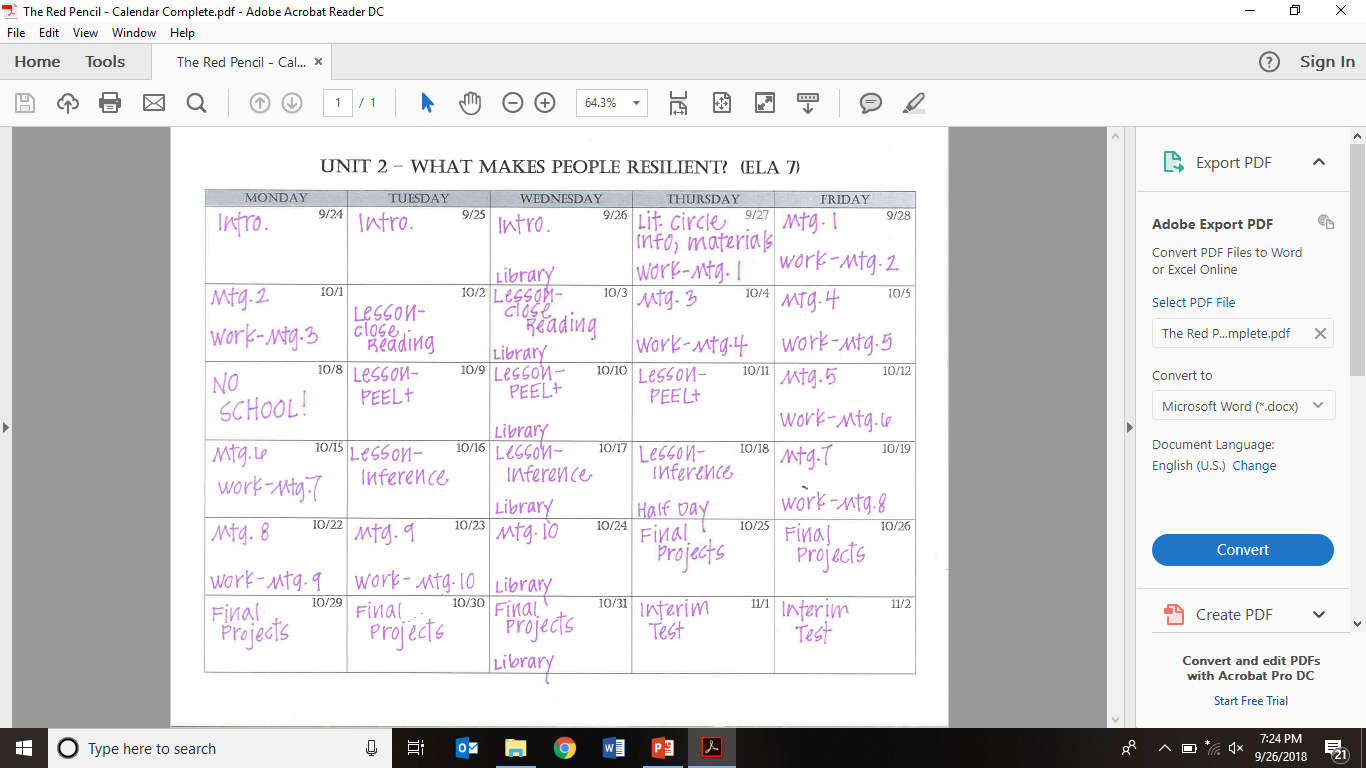 The Red Pencil - Calendar Complete.pdf - Adobe Acrobat Reader DC
File Edit View Window Help
Home Tools The Red Pencil - Cal... × Sign In
1 / 1 64.3%
UNIT 2 – WHAT MAKES PEOPLE RESILIENT? (ELA 7)
MONDAY TUESDAY WEDNESDAY THURSDAY FRIDAY
9/24 Intro.
9/25 Intro.
9/26 Intro.
Library
9/27 Lit. circle
info, materials
work-Mtg. 1
Mtg. 1 9/28
work-Mtg. 2
Mtg. 2 10/1
work-Mtg. 3
10/2
Lesson-
close
Reading
Lesson- 10/3
close
Reading
Library
Mtg. 3 10/4
work-Mtg. 4
Mtg. 4 10/5
work-Mtg. 5
10/8
NO
SCHOOL!
Lesson- 10/9
PEEL+
Lesson- 10/10
PEEL+
Library
Lesson- 10/11
PEEL+
Mtg. 5 10/12
work-Mtg. 6
Mtg. 6 10/15
work-Mtg. 7
Lesson- 10/16
Inference
Lesson- 10/17
Inference
Library
Lesson- 10/18
Inference
Half Day
Mtg. 7 10/19
work-Mtg. 8
Mtg. 8 10/22
work-Mtg. 9
Mtg. 9 10/23
work-Mtg. 10
Mtg. 10 10/24
Library
Final 10/25
Projects
Final 10/26
Projects
Final 10/29
Projects
Final 10/30
Projects
Final 10/31
Projects
Library
Interim 11/1
Test
Interim 11/2
Test
Export PDF
Adobe Export PDF
Convert PDF Files to Word
or Excel Online
Select PDF File
The Red P...mplete.pdf
Convert to
Microsoft Word (*.docx)
Document Language:
English (U.S.) Change
Convert
Create PDF
Convert and edit PDFs
with Acrobat Pro DC
Start Free Trial
Type here to search
7:24 PM
9/26/2018
21